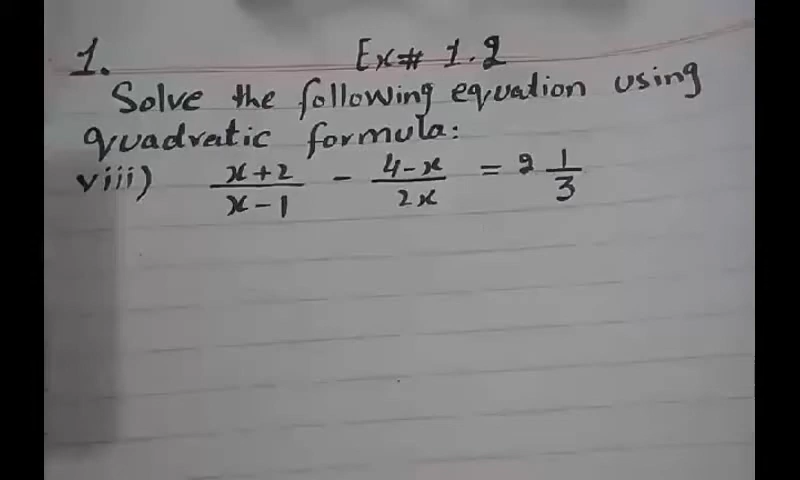 1. Ex# 1.2
Solve the following equation using
quadratic formula:
viii) x+2/x-1 - 4-x/2x = 2 1/3